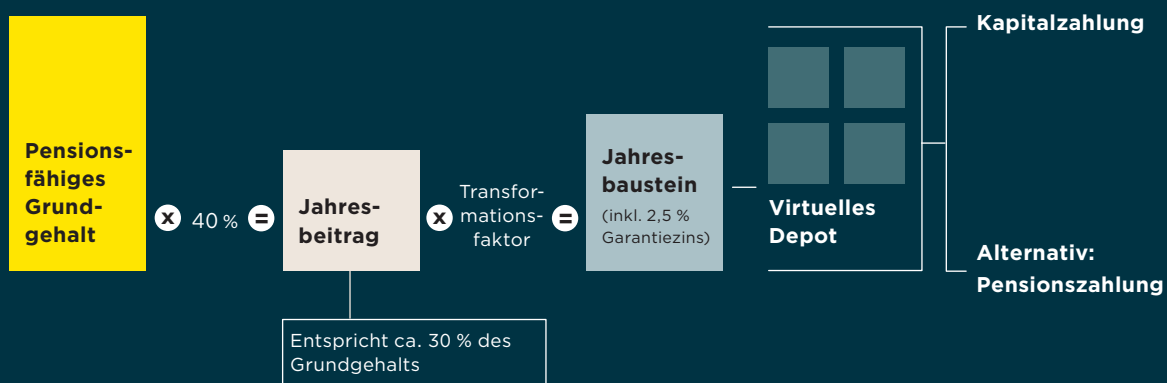 Pensions-
fähiges
Grund-
gehalt
x
40 %
=
Jahres-
beitrag
x
Transfor-
mations-
faktor
=
Jahres-
baustein
(inkl. 2,5 %
Garantiezins)
Virtuelles
Depot
Kapitalzahlung
Alternativ:
Pensionszahlung
Entspricht ca. 30 % des
Grundgehalts